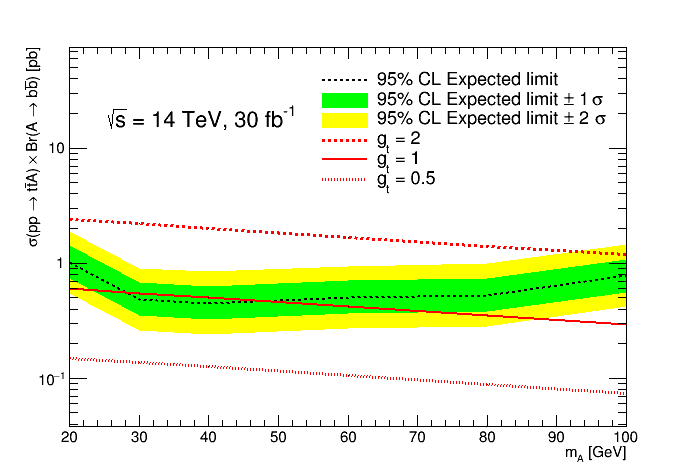 σ(pp → tt̄A) × Br(A → bb̄) [pb]
√s = 14 TeV, 30 fb⁻¹
95% CL Expected limit
95% CL Expected limit ± 1 σ
95% CL Expected limit ± 2 σ
g_t = 2
g_t = 1
g_t = 0.5
10
1
10⁻¹
20 30 40 50 60 70 80 90 100
m_A [GeV]